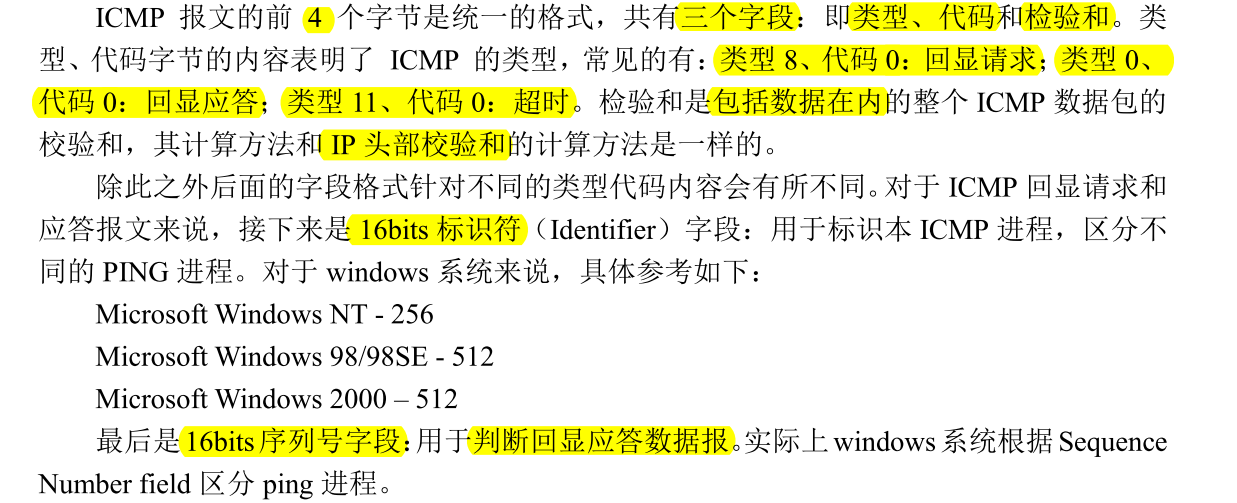 ICMP 报文的前 4 个字节是统一的格式，共有三个字段：即类型、代码和检验和。类
型、代码字节的内容表明了 ICMP 的类型，常见的有：类型 8、代码 0：回显请求；类型 0、
代码 0：回显应答；类型 11、代码 0：超时。检验和是包括数据在内的整个 ICMP 数据包的
校验和，其计算方法和 IP 头部校验和的计算方法是一样的。
除此之外后面的字段格式针对不同的类型代码内容会有所不同。对于 ICMP 回显请求和
应答报文来说，接下来是 16bits 标识符（Identifier）字段：用于标识本 ICMP 进程，区分不
同的 PING 进程。对于 windows 系统来说，具体参考如下：
Microsoft Windows NT - 256
Microsoft Windows 98/98SE - 512
Microsoft Windows 2000 – 512
最后是 16bits 序列号字段：用于判断回显应答数据报。实际上 windows 系统根据 Sequence
Number field 区分 ping 进程。